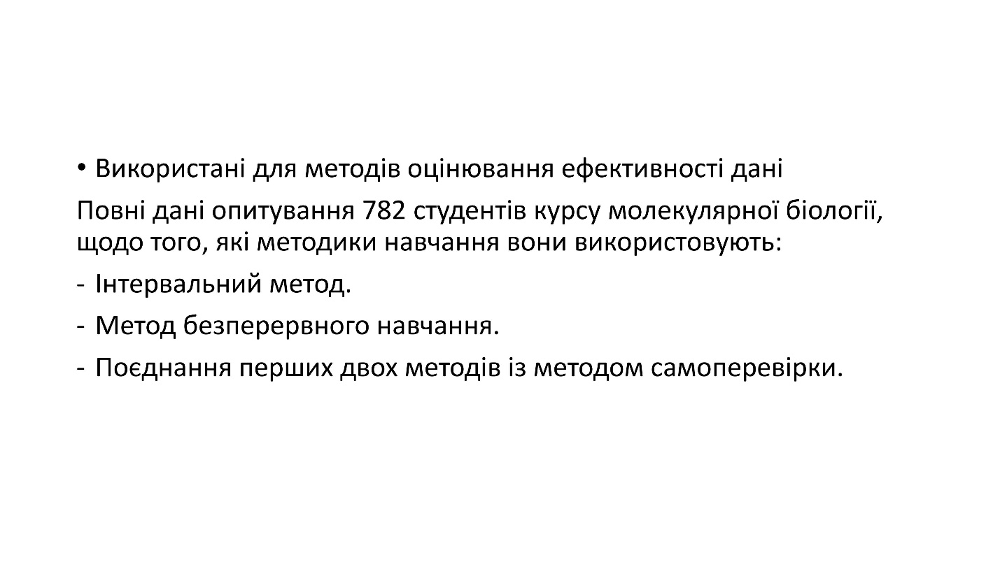 • Використані для методів оцінювання ефективності дані
Повні дані опитування 782 студентів курсу молекулярної біології,
щодо того, які методики навчання вони використовують:
- Інтервальний метод.
- Метод безперервного навчання.
- Поєднання перших двох методів із методом самоперевірки.